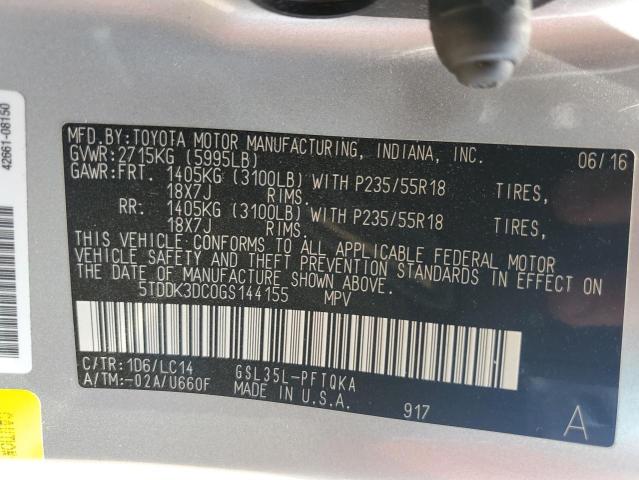 42661-08150
MFD.BY:TOYOTA MOTOR MANUFACTURING, INDIANA, INC. 06/16
GVWR:2715KG (5995LB)
GAWR:FRT. 1405KG (3100LB) WITH P235/55R18 TIRES,
18X7J RIMS.
RR: 1405KG (3100LB) WITH P235/55R18 TIRES,
18X7J RIMS.
THIS VEHICLE CONFORMS TO ALL APPLICABLE FEDERAL MOTOR
VEHICLE SAFETY AND THEFT PREVENTION STANDARDS IN EFFECT ON
THE DATE OF MANUFACTURE SHOWN ABOVE.
5TDDK3DC0GS144155 MPV
C/TR:1D6/LC14 GSL35L-PFTQKA
A/TM:-02A/U660F MADE IN U.S.A. 917 A
CAUTION